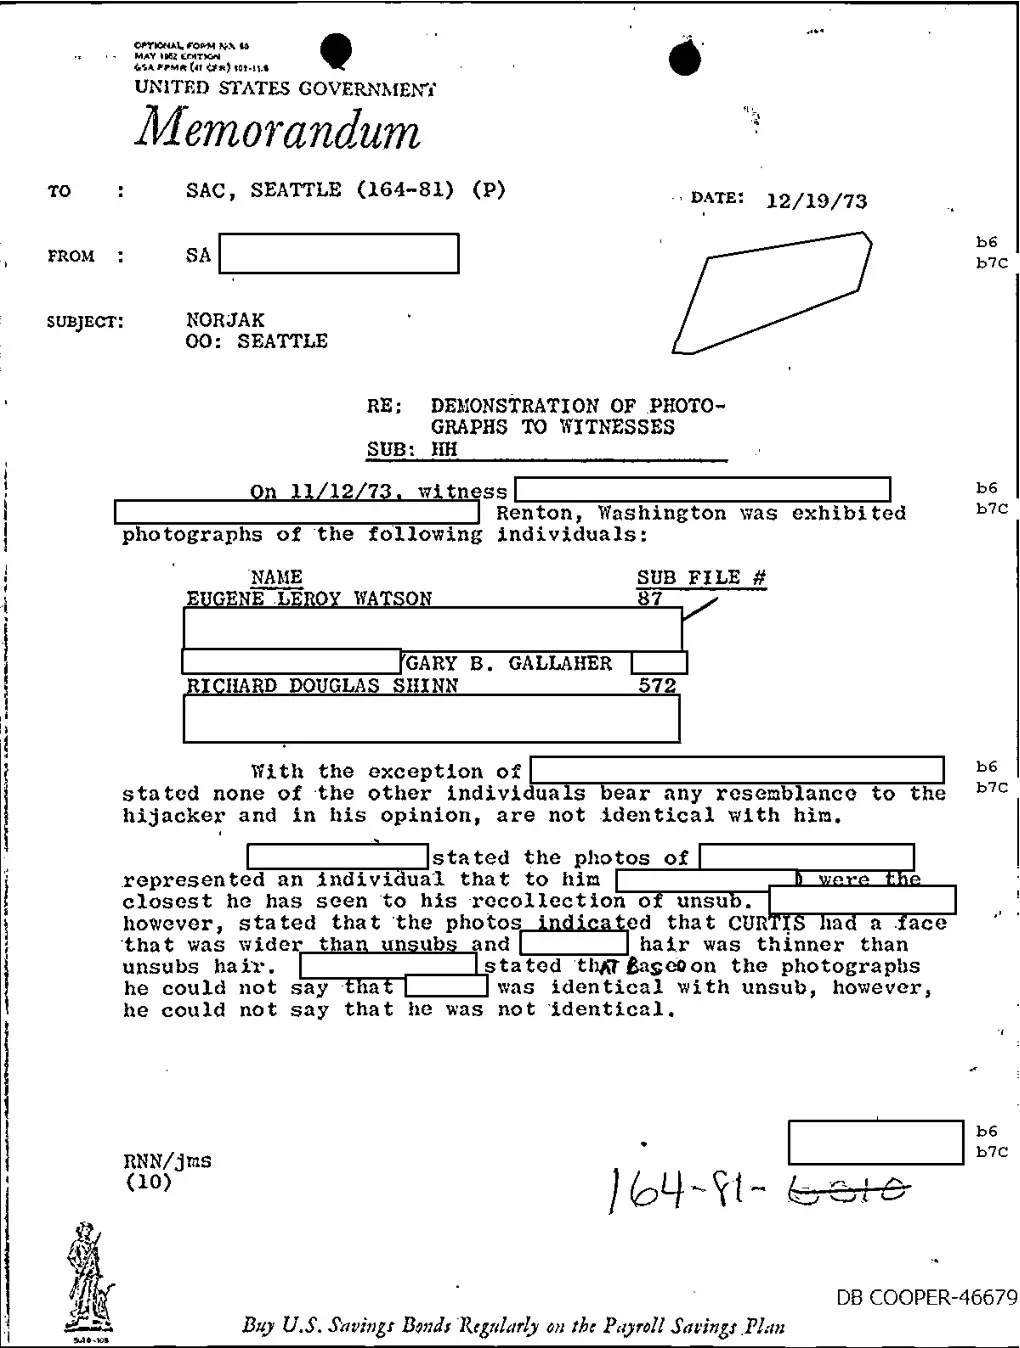 OPTIONAL FORM NO. 10
MAY 1962 EDITION
GSA FPMR (41 CFR) 101-11.6
UNITED STATES GOVERNMENT
Memorandum
TO : SAC, SEATTLE (164-81) (P)
DATE: 12/19/73
FROM : SA
b6
b7C
SUBJECT: NORJAK
OO: SEATTLE
RE: DEMONSTRATION OF PHOTO-
GRAPHS TO WITNESSES
SUB: HH
On 11/12/73, witness
b6
Renton, Washington was exhibited
b7C
photographs of the following individuals:
NAME SUB FILE #
EUGENE LEROY WATSON 87
/GARY B. GALLAHER
RICHARD DOUGLAS SHINN 572
With the exception of
b6
stated none of the other individuals bear any resemblance to the
b7C
hijacker and in his opinion, are not identical with him.
stated the photos of
represented an individual that to him ) were the
closest he has seen to his recollection of unsub.
however, stated that the photos indicated that CURTIS had a face
that was wider than unsubs and hair was thinner than
unsubs hair. stated that Based on the photographs
he could not say that was identical with unsub, however,
he could not say that he was not identical.
b6
b7C
RNN/jms
(10)
164-81-
DB COOPER-46679
Buy U.S. Savings Bonds Regularly on the Payroll Savings Plan